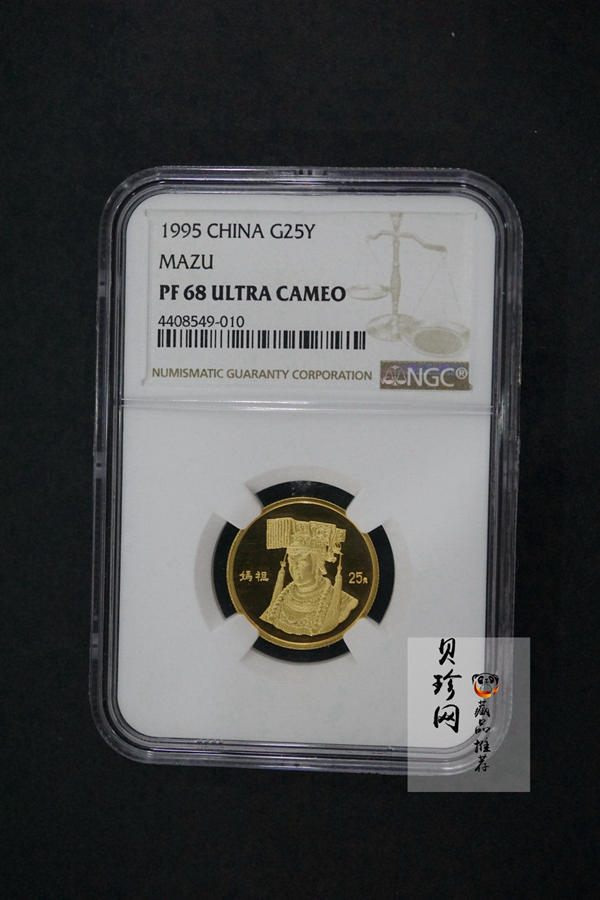 1995 CHINA G25Y
MAZU
PF 68 ULTRA CAMEO
4408549-010
NUMISMATIC GUARANTY CORPORATION
NGC®
媽祖
25元
贝珍网
藏品推荐